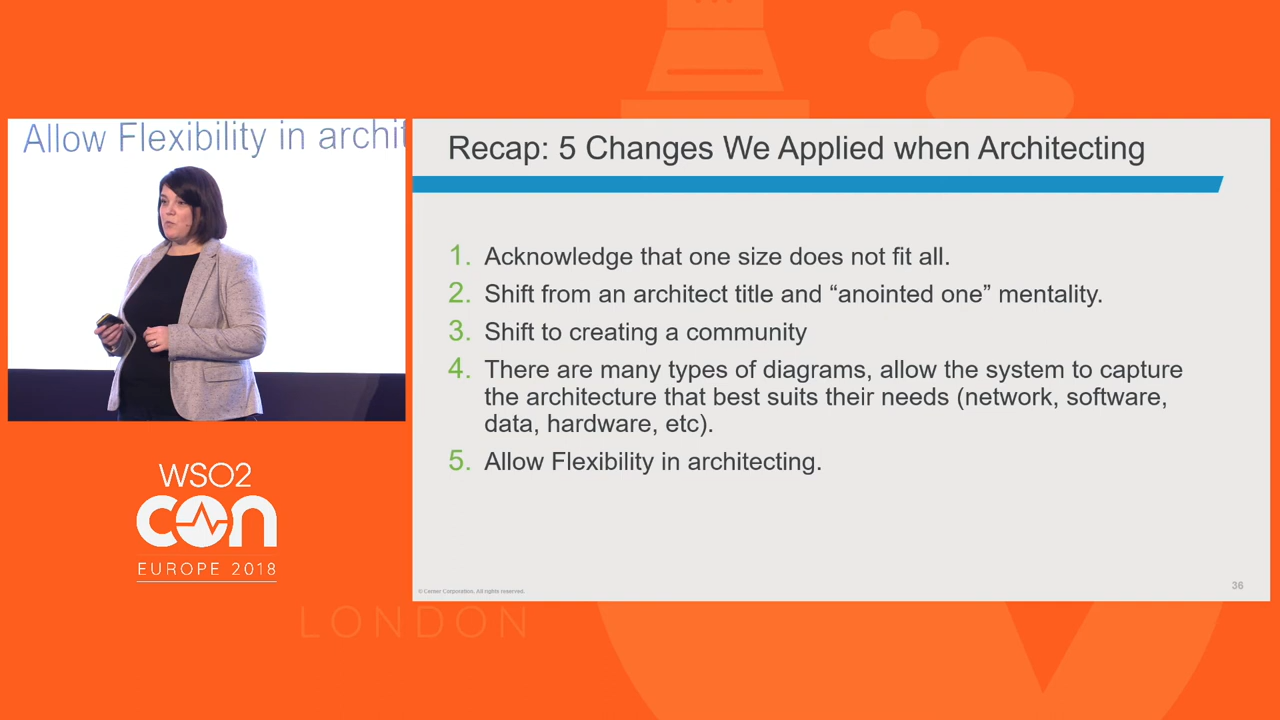 Allow Flexibility in archit
Recap: 5 Changes We Applied when Architecting
1. Acknowledge that one size does not fit all.
2. Shift from an architect title and “anointed one” mentality.
3. Shift to creating a community
4. There are many types of diagrams, allow the system to capture
the architecture that best suits their needs (network, software,
data, hardware, etc).
5. Allow Flexibility in architecting.
WSO2
con
EUROPE 2018
© Cerner Corporation. All rights reserved.
36
LONDON